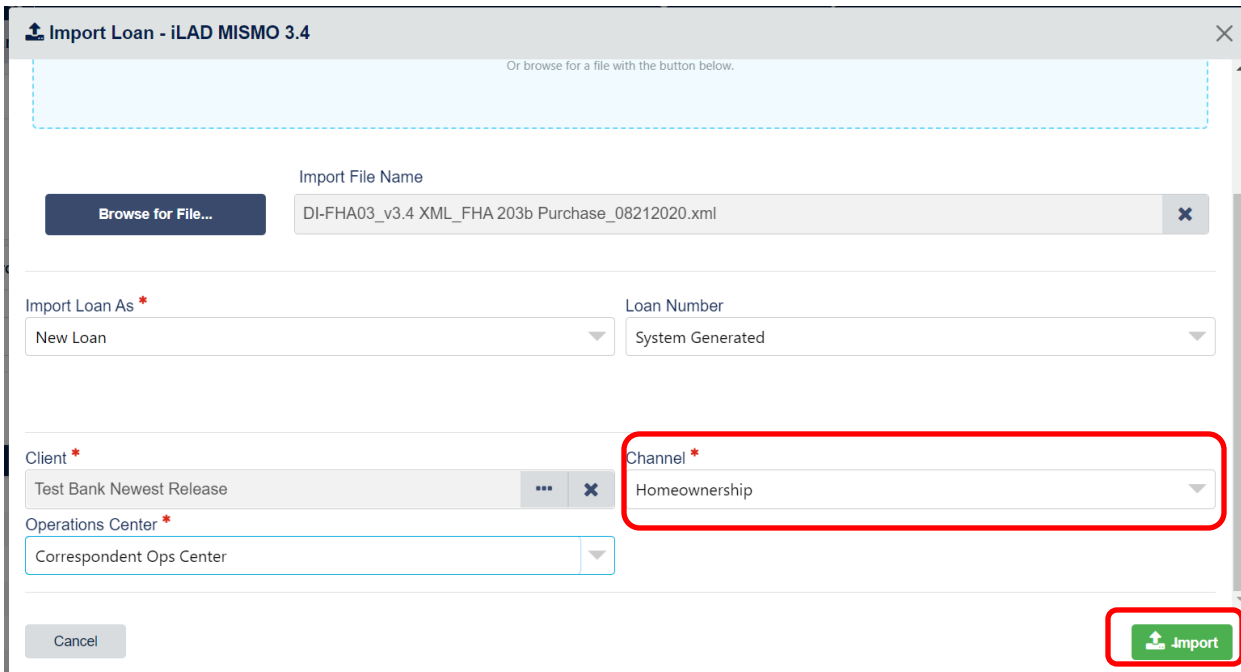 Import Loan - iLAD MISMO 3.4
Or browse for a file with the button below.
Import File Name
Browse for File...
DI-FHA03_v3.4 XML_FHA 203b Purchase_08212020.xml
Import Loan As *
Loan Number
New Loan
System Generated
Client *
Channel *
Test Bank Newest Release
Homeownership
Operations Center *
Correspondent Ops Center
Cancel
Import